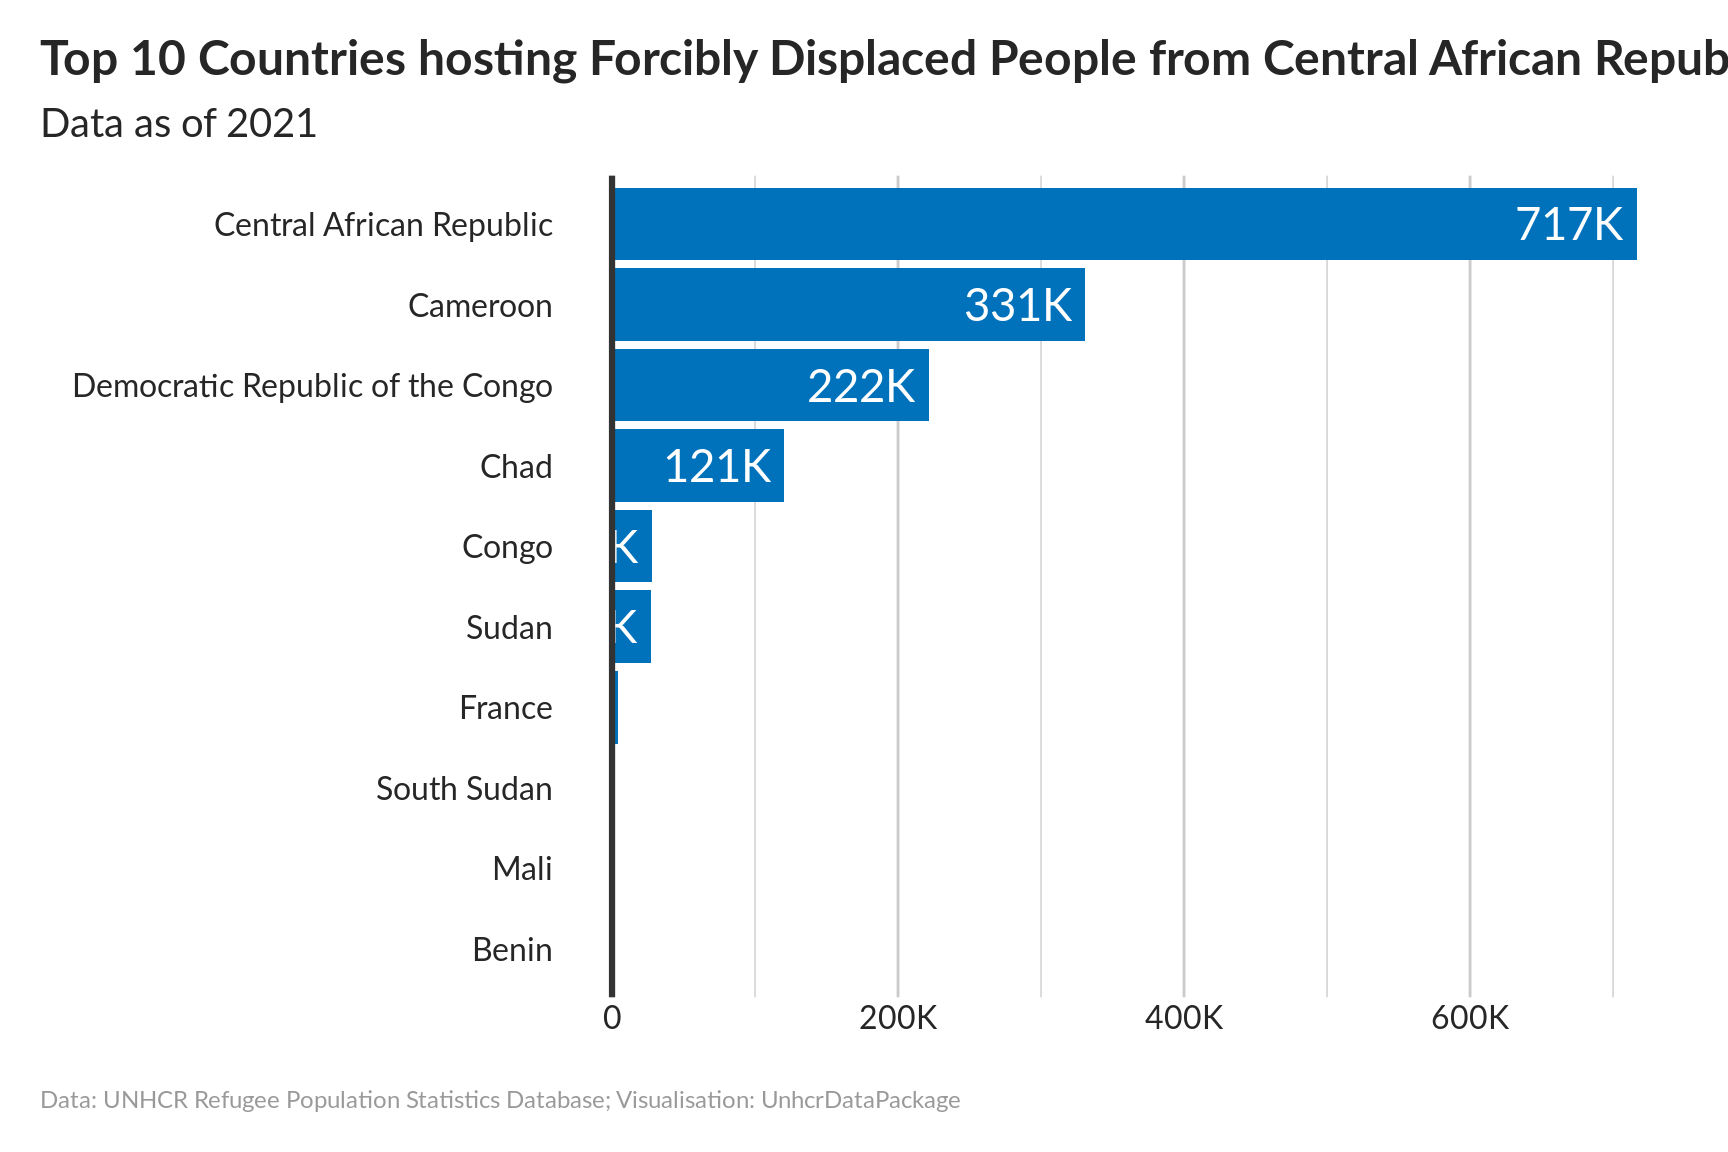 Top 10 Countries hosting Forcibly Displaced People from Central African Repub
Data as of 2021
Central African Republic
717K
Cameroon
331K
Democratic Republic of the Congo
222K
Chad
121K
Congo
K
Sudan
K
France
South Sudan
Mali
Benin
0 200K 400K 600K
Data: UNHCR Refugee Population Statistics Database; Visualisation: UnhcrDataPackage